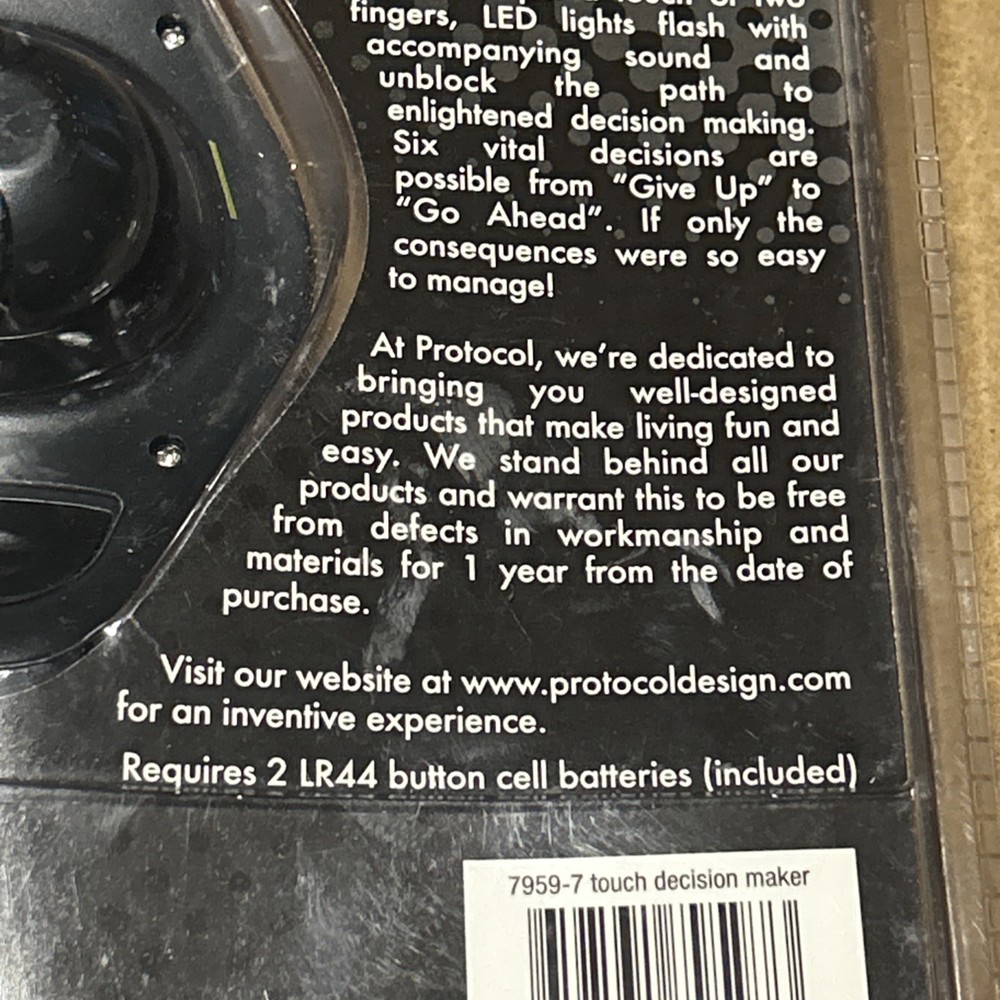 fingers, LED lights flash with
accompanying sound and
unblock the path to
enlightened decision making.
Six vital decisions are
possible from "Give Up" to
"Go Ahead". If only the
consequences were so easy
to manage!
At Protocol, we're dedicated to
bringing you well-designed
products that make living fun and
easy. We stand behind all our
products and warrant this to be free
from defects in workmanship and
materials for 1 year from the date of
purchase.
Visit our website at www.protocoldesign.com
for an inventive experience.
Requires 2 LR44 button cell batteries (included)
7959-7 touch decision maker